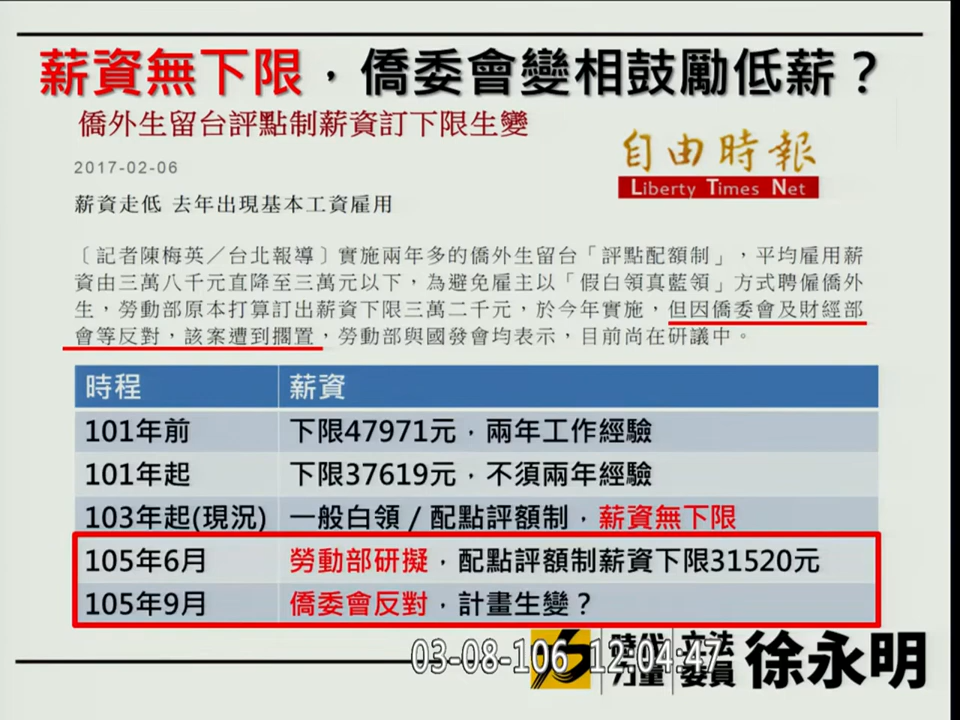 薪資無下限，僑委會變相鼓勵低薪？
僑外生留台評點制薪資訂下限生變
2017-02-06
自由時報
Liberty Times Net
薪資走低 去年出現基本工資雇用
〔記者陳梅英／台北報導〕實施兩年多的僑外生留台「評點配額制」，平均雇用薪
資由三萬八千元直降至三萬元以下，為避免雇主以「假白領真藍領」方式聘僱僑外
生，勞動部原本打算訂出薪資下限三萬二千元，於今年實施，但因僑委會及財經部
會等反對，該案遭到擱置，勞動部與國發會均表示，目前尚在研議中。
時程 薪資
101年前 下限47971元，兩年工作經驗
101年起 下限37619元，不須兩年經驗
103年起(現況) 一般白領 / 配點評額制，薪資無下限
105年6月 勞動部研擬，配點評額制薪資下限31520元
105年9月 僑委會反對，計畫生變？
03-08-106 12:04:47
時代 立法
力量 委員
徐永明